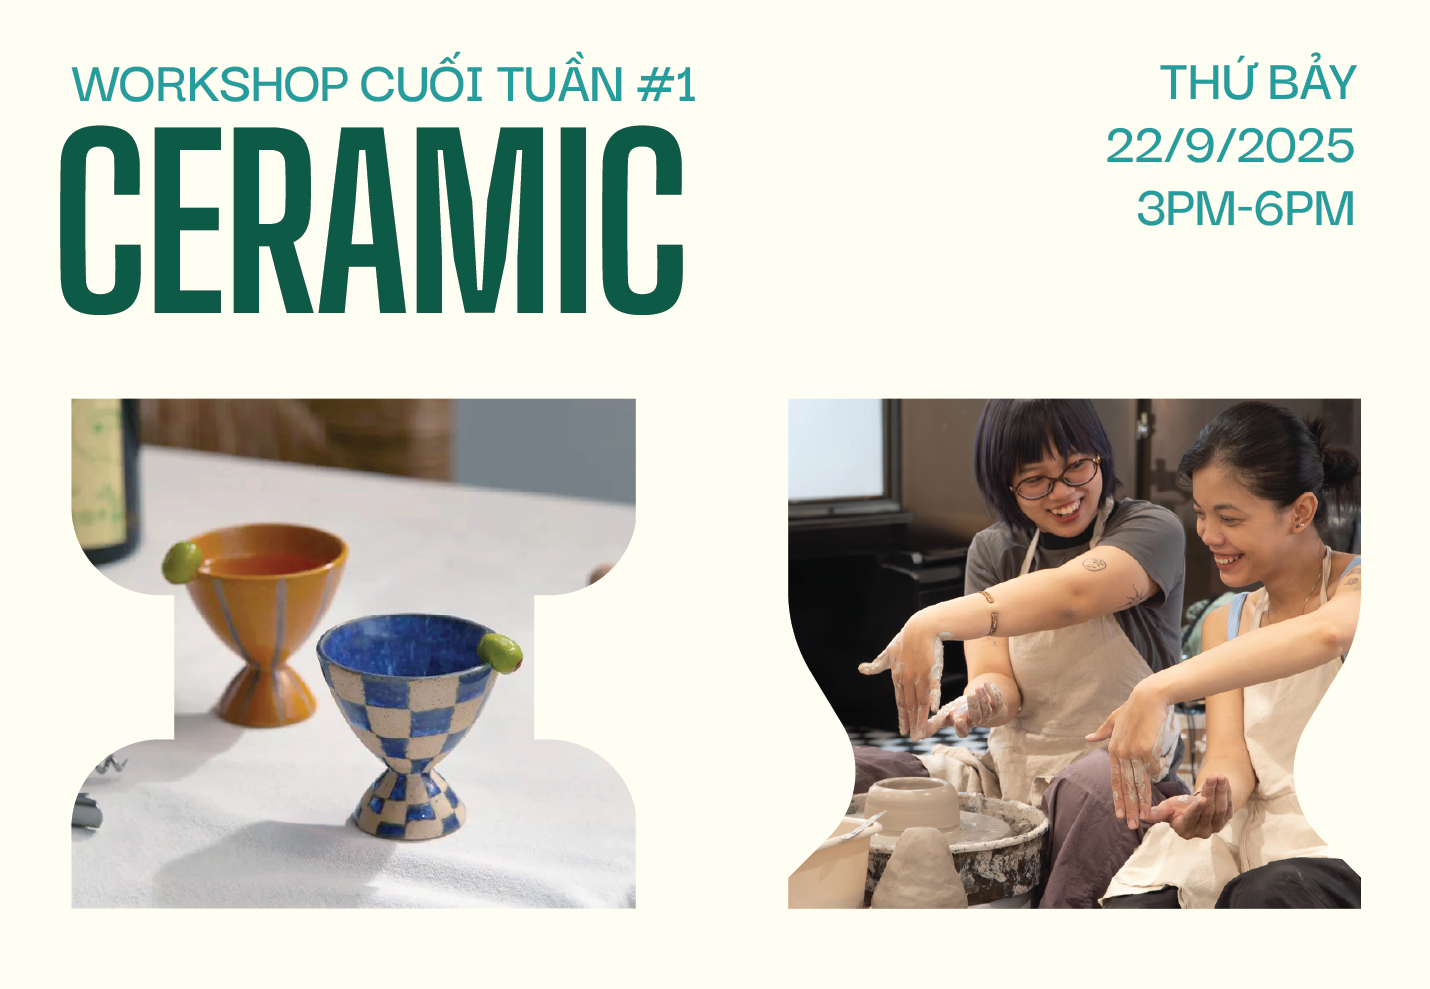 WORKSHOP CUỐI TUẦN #1
CERAMIC
THỨ BẢY
22/9/2025
3PM-6PM